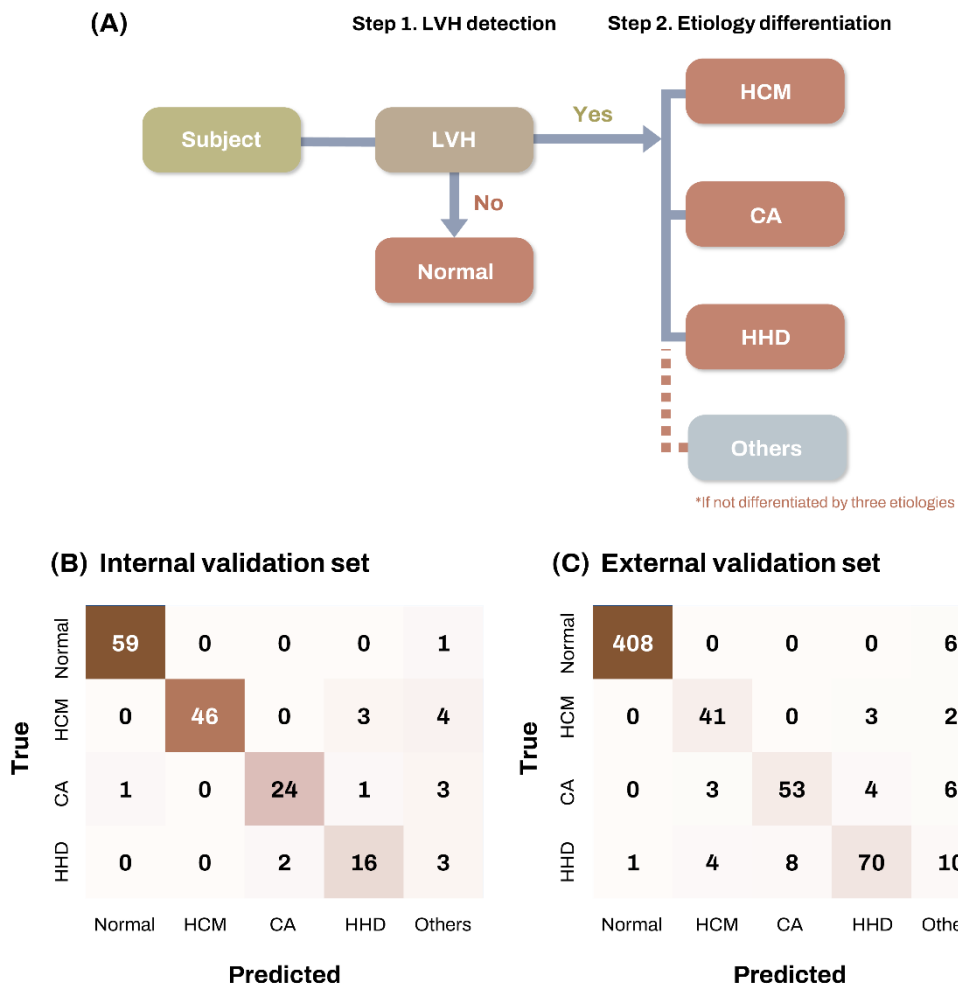 (A)
Step 1. LVH detection
Step 2. Etiology differentiation
Subject
LVH
Yes
No
Normal
HCM
CA
HHD
Others
*If not differentiated by three etiologies
(B) Internal validation set
True
Normal 59 0 0 0 1
HCM 0 46 0 3 4
CA 1 0 24 1 3
HHD 0 0 2 16 3
Normal HCM CA HHD Others
Predicted
(C) External validation set
True
Normal 408 0 0 0 6
HCM 0 41 0 3 2
CA 0 3 53 4 6
HHD 1 4 8 70 10
Normal HCM CA HHD
Predicted